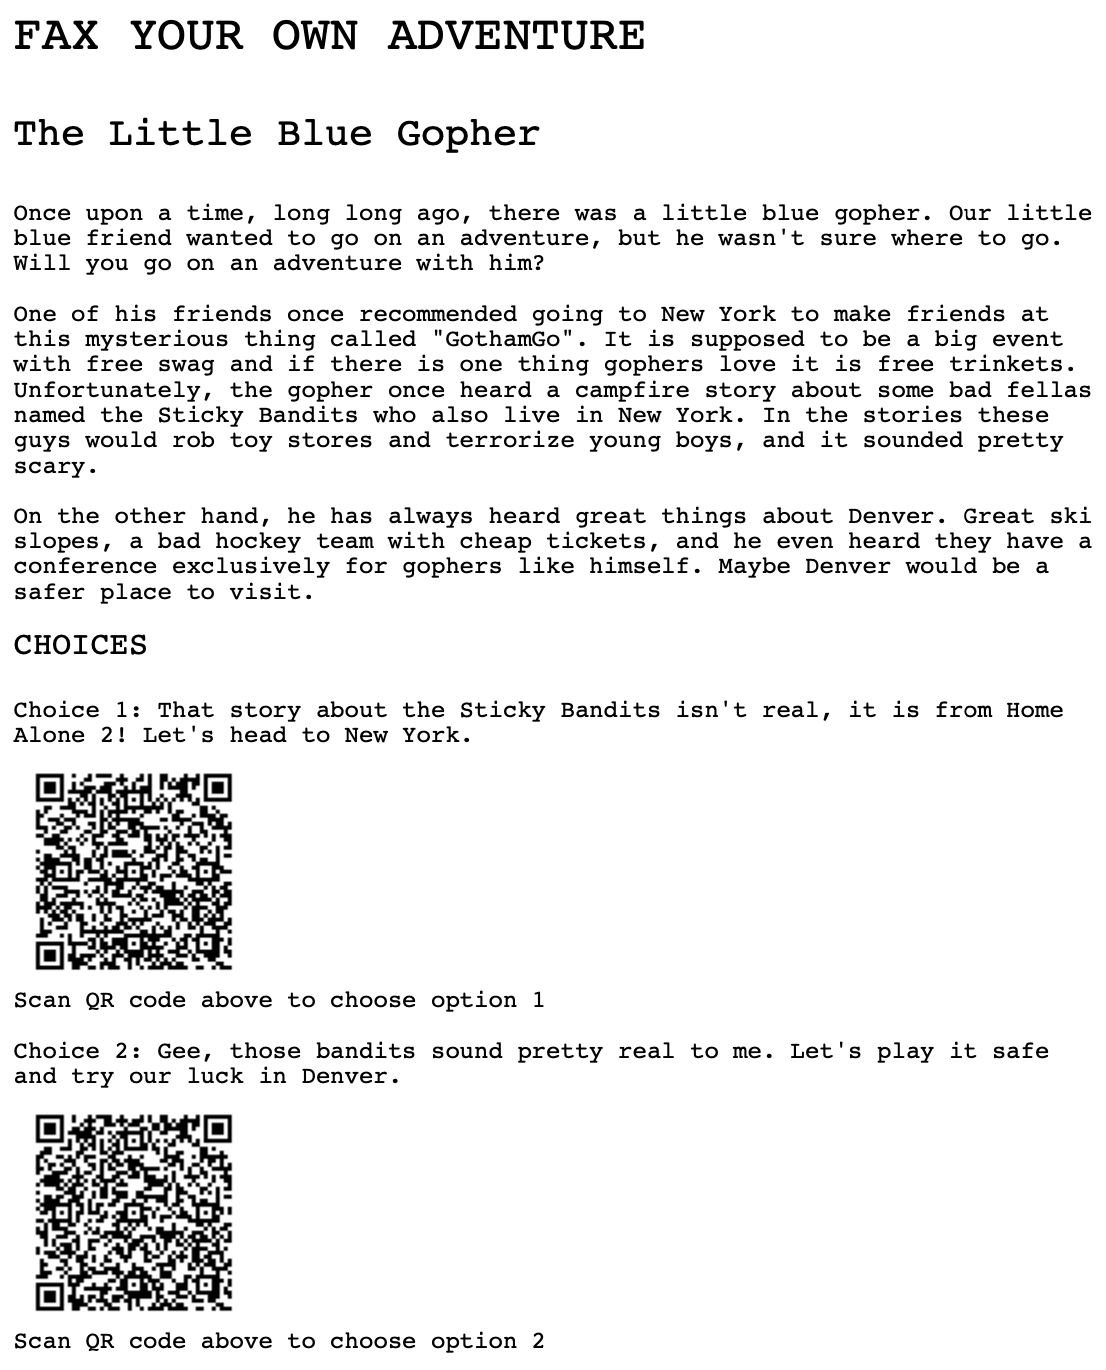 FAX YOUR OWN ADVENTURE
The Little Blue Gopher
Once upon a time, long long ago, there was a little blue gopher. Our little
blue friend wanted to go on an adventure, but he wasn't sure where to go.
Will you go on an adventure with him?
One of his friends once recommended going to New York to make friends at
this mysterious thing called "GothamGo". It is supposed to be a big event
with free swag and if there is one thing gophers love it is free trinkets.
Unfortunately, the gopher once heard a campfire story about some bad fellas
named the Sticky Bandits who also live in New York. In the stories these
guys would rob toy stores and terrorize young boys, and it sounded pretty
scary.
On the other hand, he has always heard great things about Denver. Great ski
slopes, a bad hockey team with cheap tickets, and he even heard they have a
conference exclusively for gophers like himself. Maybe Denver would be a
safer place to visit.
CHOICES
Choice 1: That story about the Sticky Bandits isn't real, it is from Home
Alone 2! Let's head to New York.
Scan QR code above to choose option 1
Choice 2: Gee, those bandits sound pretty real to me. Let's play it safe
and try our luck in Denver.
Scan QR code above to choose option 2